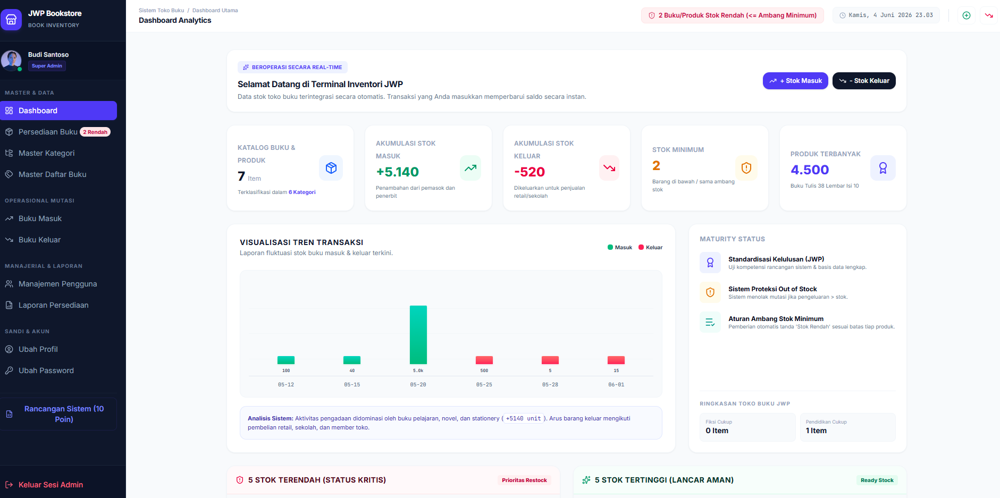 JWP Bookstore
BOOK INVENTORY
Budi Santoso
Super Admin
MASTER & DATA
Dashboard
Persediaan Buku 2 Rendah
Master Kategori
Master Daftar Buku
OPERASIONAL MUTASI
Buku Masuk
Buku Keluar
MANAJERIAL & LAPORAN
Manajemen Pengguna
Laporan Persediaan
SANDI & AKUN
Ubah Profil
Ubah Password
Rancangan Sistem (10
Poin)
Keluar Sesi Admin
Sistem Toko Buku / Dashboard Utama
Dashboard Analytics
2 Buku/Produk Stok Rendah (<= Ambang Minimum)
Kamis, 4 Juni 2026 23.03
BEROPERASI SECARA REAL-TIME
Selamat Datang di Terminal Inventori JWP
Data stok toko buku terintegrasi secara otomatis. Transaksi yang Anda masukkan memperbarui saldo secara instan.
+ Stok Masuk
- Stok Keluar
KATALOG BUKU &
PRODUK
7 Item
Terklasifikasi dalam 6 Kategori
AKUMULASI STOK
MASUK
+5.140
Penambahan dari pemasok dan
penerbit
AKUMULASI STOK
KELUAR
-520
Dikeluarkan untuk penjualan
retail/sekolah
STOK MINIMUM
2
Barang di bawah / sama ambang
stok
PRODUK TERBANYAK
4.500
Buku Tulis 38 Lembar Isi 10
VISUALISASI TREN TRANSAKSI
Laporan fluktuasi stok buku masuk & keluar terkini.
Masuk Keluar
100 40 5.0k 500 5 15
05-12 05-15 05-20 05-25 05-28 06-01
Analisis Sistem: Aktivitas pengadaan didominasi oleh buku pelajaran, novel, dan stationery ( +5140 unit ). Arus barang keluar mengikuti
pembelian retail, sekolah, dan member toko.
MATURITY STATUS
Standardisasi Kelulusan (JWP)
Uji kompetensi rancangan sistem & basis data lengkap.
Sistem Proteksi Out of Stock
Sistem menolak mutasi jika pengeluaran > stok.
Aturan Ambang Stok Minimum
Pemberian otomatis tanda 'Stok Rendah' sesuai batas tiap produk.
RINGKASAN TOKO BUKU JWP
Fiksi Cukup
0 Item
Pendidikan Cukup
1 Item
5 STOK TERENDAH (STATUS KRITIS)
Prioritas Restock
5 STOK TERTINGGI (LANCAR AMAN)
Ready Stock